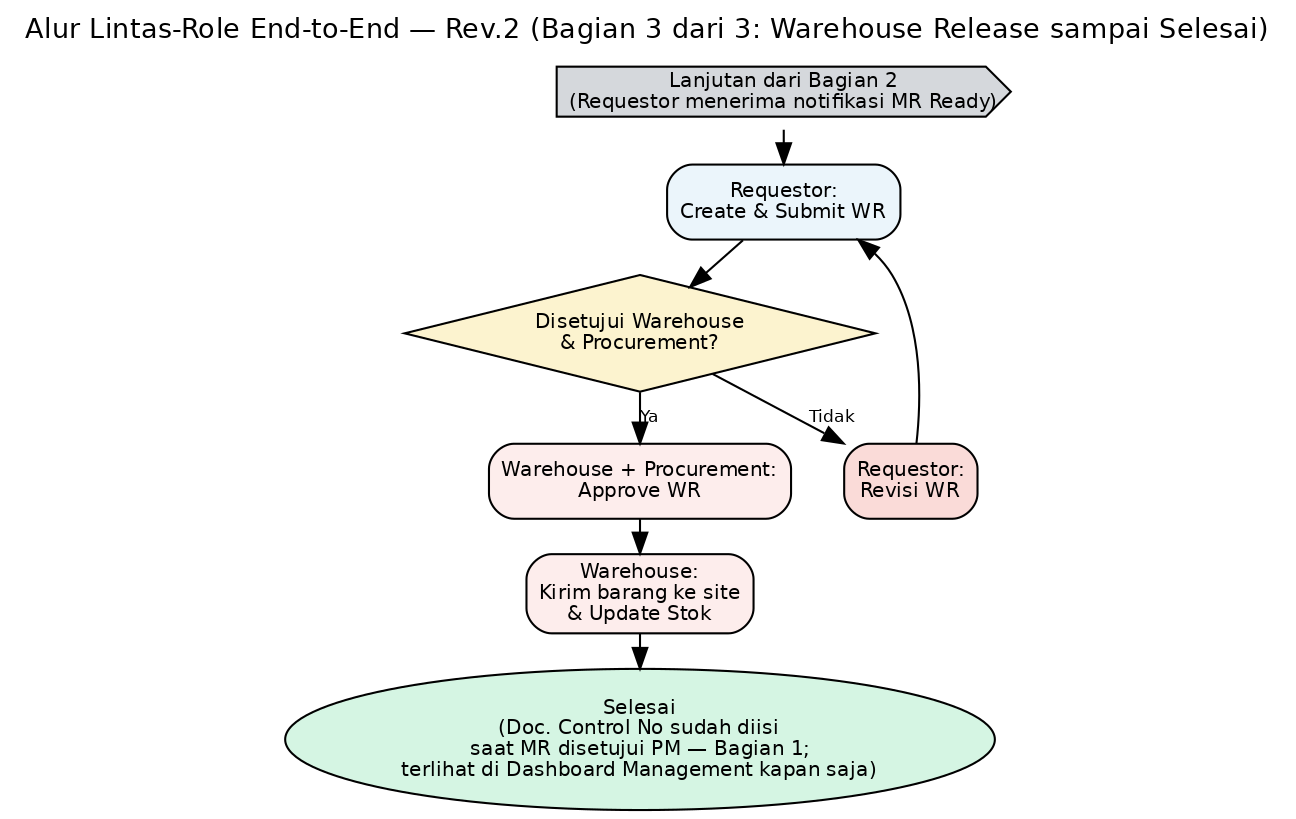 Alur Lintas-Role End-to-End — Rev.2 (Bagian 3 dari 3: Warehouse Release sampai Selesai)
Lanjutan dari Bagian 2
(Requestor menerima notifikasi MR Ready)
Requestor:
Create & Submit WR
Disetujui Warehouse
& Procurement?
Ya
Tidak
Warehouse + Procurement:
Approve WR
Requestor:
Revisi WR
Warehouse:
Kirim barang ke site
& Update Stok
Selesai
(Doc. Control No sudah diisi
saat MR disetujui PM — Bagian 1;
terlihat di Dashboard Management kapan saja)